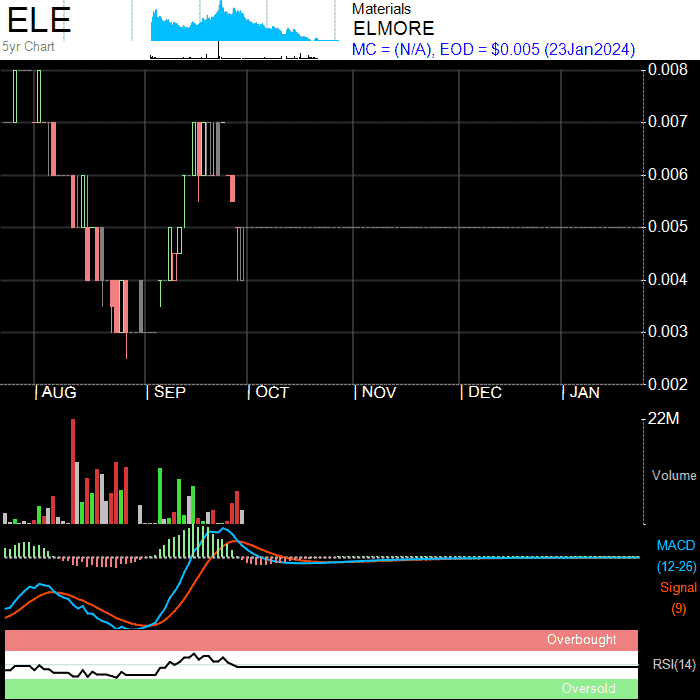 ELE
5yr Chart
Materials
ELMORE
MC = (N/A), EOD = $0.005 (23Jan2024)
0.008
0.007
0.006
0.005
0.004
0.003
0.002
AUG
SEP
OCT
NOV
DEC
JAN
22M
Volume
MACD
(12-26)
Signal
(9)
Overbought
RSI(14)
Oversold